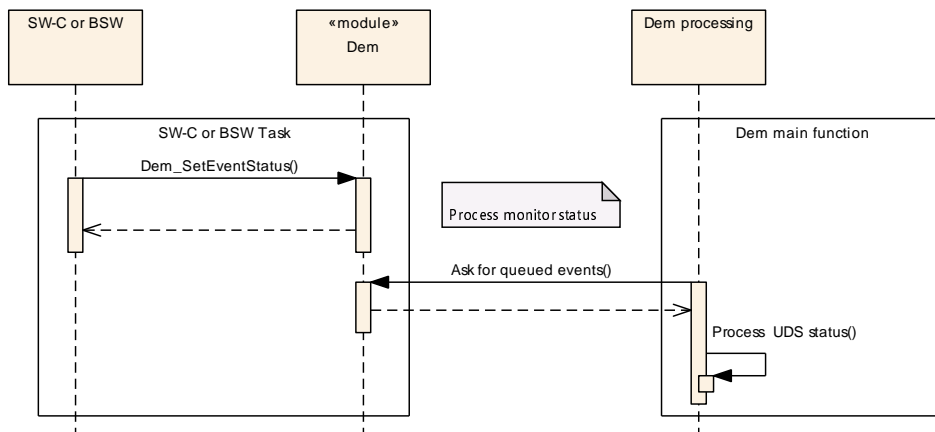 SW-C or BSW
«module»
Dem
Dem processing
SW-C or BSW Task
Dem main function
Dem_SetEventStatus()
Process monitor status
Ask for queued events()
Process UDS status()